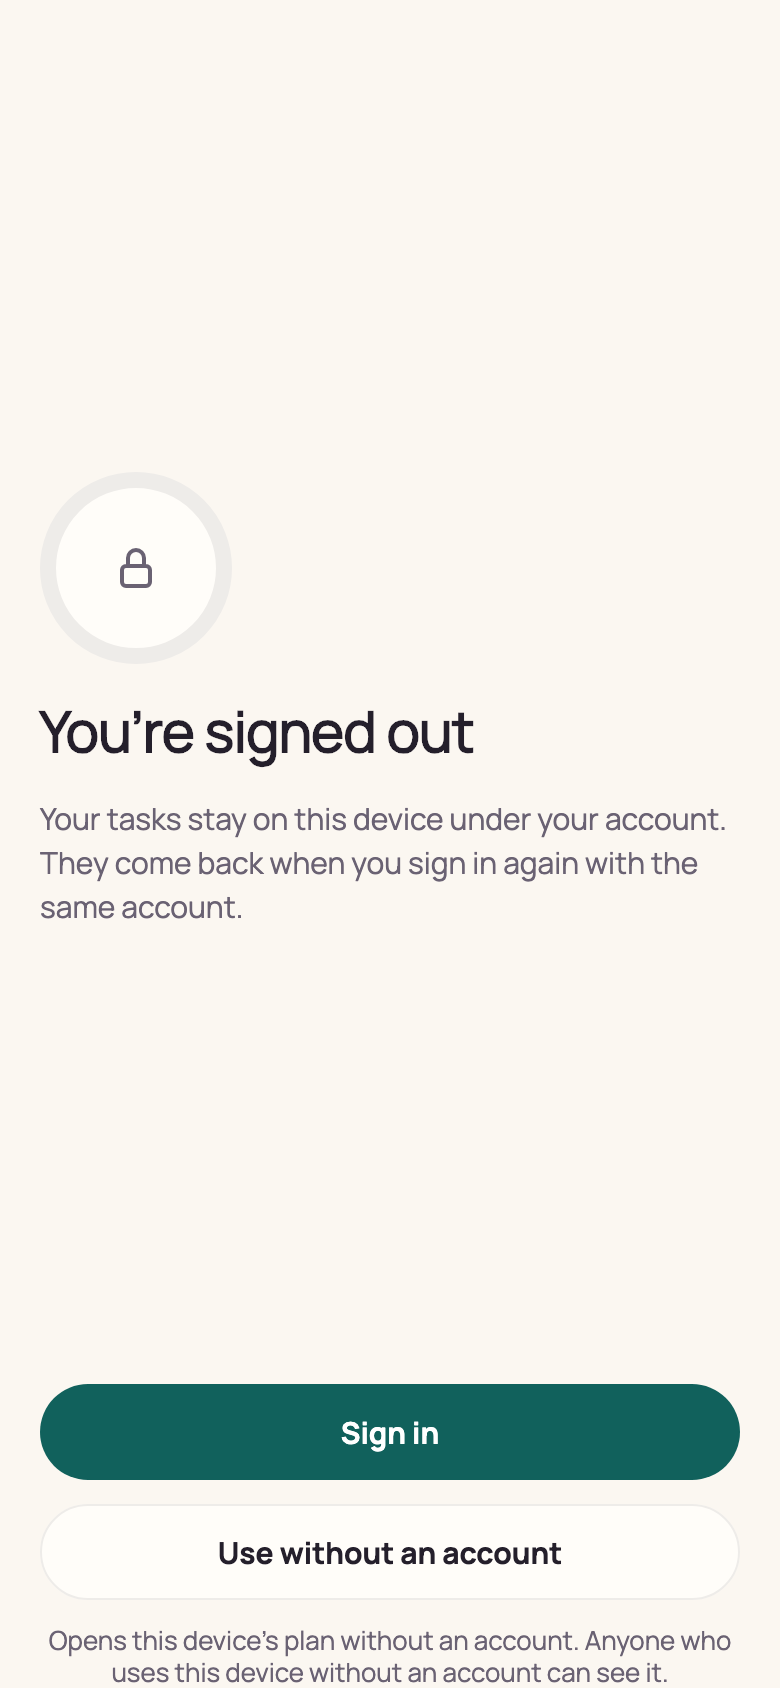 You’re signed out
Your tasks stay on this device under your account.
They come back when you sign in again with the
same account.
Sign in
Use without an account
Opens this device’s plan without an account. Anyone who
uses this device without an account can see it.